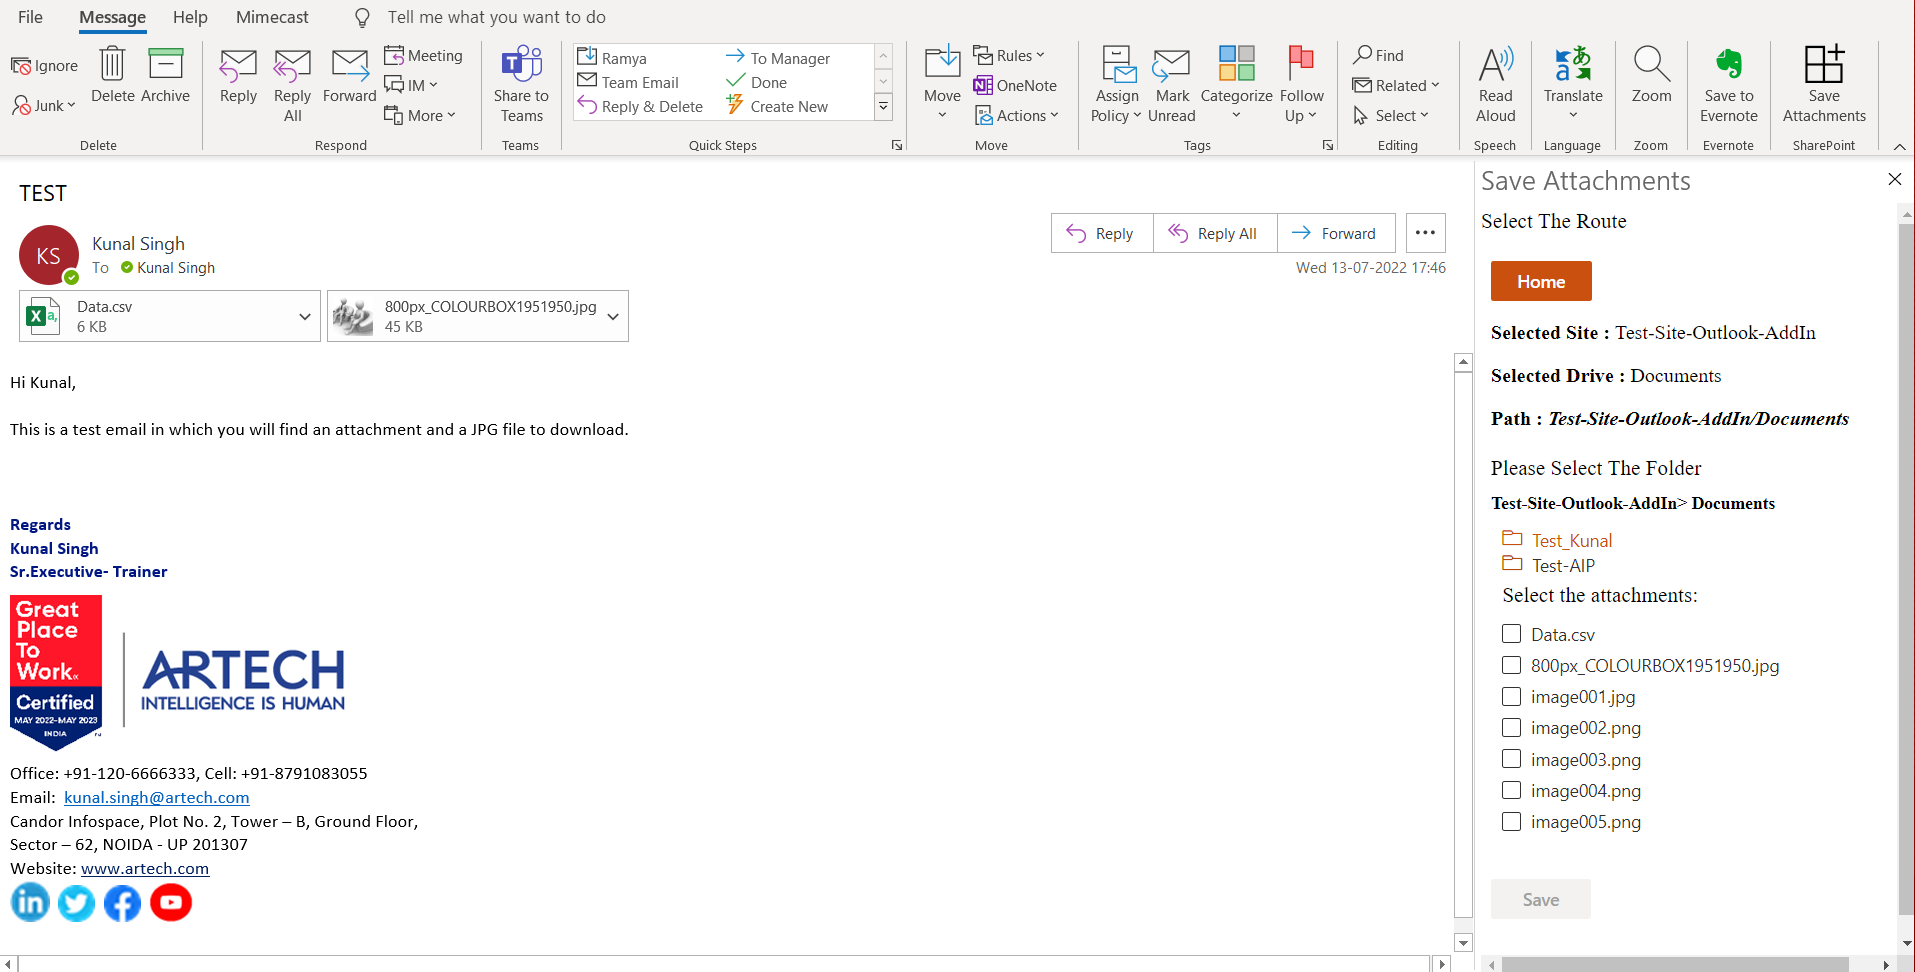 File Message Help Mimecast Tell me what you want to do
Ignore
Junk
Delete
Archive
Delete
Reply
Reply All
Forward
Meeting
IM
More
Respond
Share to Teams
Teams
Ramya
Team Email
Reply & Delete
To Manager
Done
Create New
Quick Steps
Move
Rules
OneNote
Actions
Move
Assign Policy
Mark Unread
Categorize
Follow Up
Tags
Find
Related
Select
Editing
Read Aloud
Speech
Translate
Language
Zoom
Zoom
Save to Evernote
Evernote
Save Attachments
SharePoint
TEST
KS
Kunal Singh
To Kunal Singh
Reply Reply All Forward
Wed 13-07-2022 17:46
Data.csv
6 KB
800px_COLOURBOX1951950.jpg
45 KB
Hi Kunal,
This is a test email in which you will find an attachment and a JPG file to download.
Regards
Kunal Singh
Sr.Executive- Trainer
Great
Place
To
Work.
Certified
MAY 2022-MAY 2023
INDIA
ARTECH
INTELLIGENCE IS HUMAN
Office: +91-120-6666333, Cell: +91-8791083055
Email: kunal.singh@artech.com
Candor Infospace, Plot No. 2, Tower – B, Ground Floor,
Sector – 62, NOIDA - UP 201307
Website: www.artech.com
Save Attachments
Select The Route
Home
Selected Site : Test-Site-Outlook-AddIn
Selected Drive : Documents
Path : Test-Site-Outlook-AddIn/Documents
Please Select The Folder
Test-Site-Outlook-AddIn> Documents
Test_Kunal
Test-AIP
Select the attachments:
Data.csv
800px_COLOURBOX1951950.jpg
image001.jpg
image002.png
image003.png
image004.png
image005.png
Save